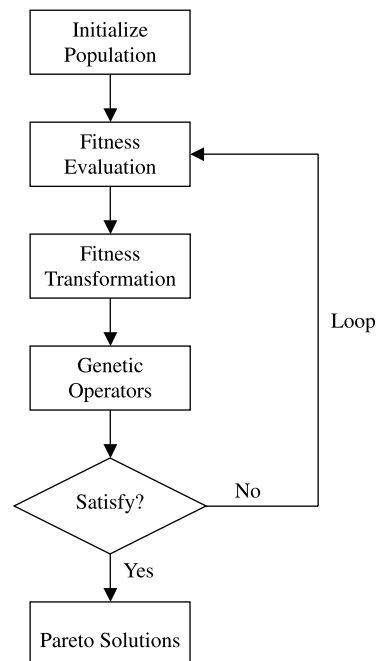 Initialize
Population
Fitness
Evaluation
Fitness
Transformation
Loop
Genetic
Operators
Satisfy?
No
Yes
Pareto Solutions